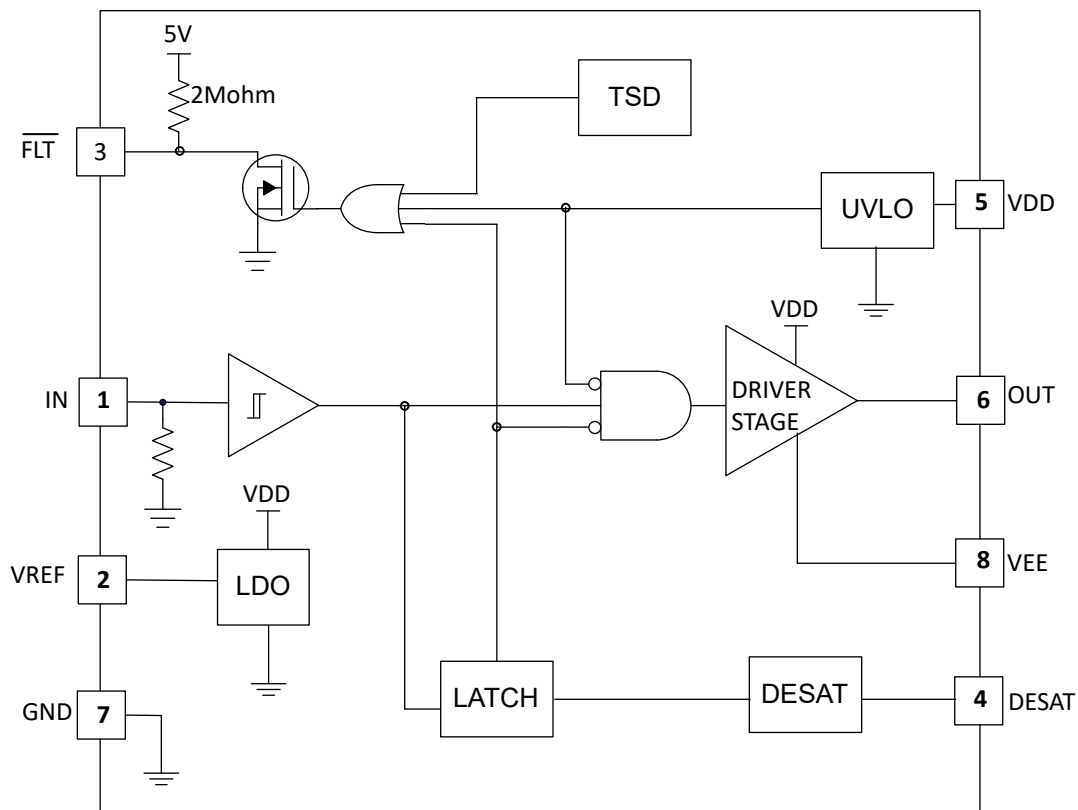 5V
2Mohm
TSD
FLT
3
UVLO
5
VDD
VDD
IN
1
DRIVER
STAGE
6
OUT
VDD
VREF
2
LDO
8
VEE
GND
7
LATCH
DESAT
4
DESAT